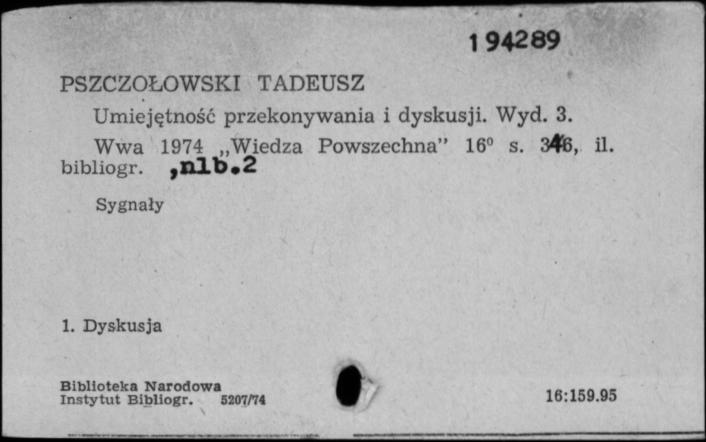 194289
PSZCZOŁOWSKI TADEUSZ
Umiejętność przekonywania i dyskusji. Wyd. 3.
Wwa 1974 „Wiedza Powszechna” 16° s. 346, il.
bibliogr. ,nlb.2
Sygnały
1. Dyskusja
Biblioteka Narodowa
Instytut Bibliogr. 5207/74
16:159.95